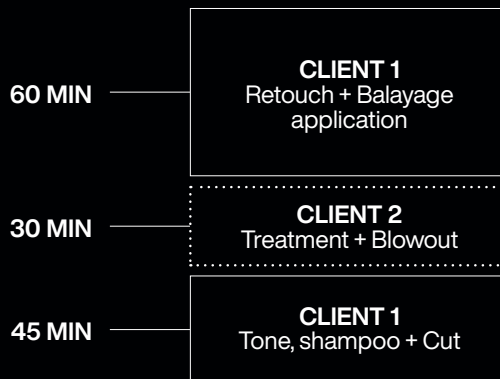 60 MIN
CLIENT 1
Retouch + Balayage
application
30 MIN
CLIENT 2
Treatment + Blowout
45 MIN
CLIENT 1
Tone, shampoo + Cut